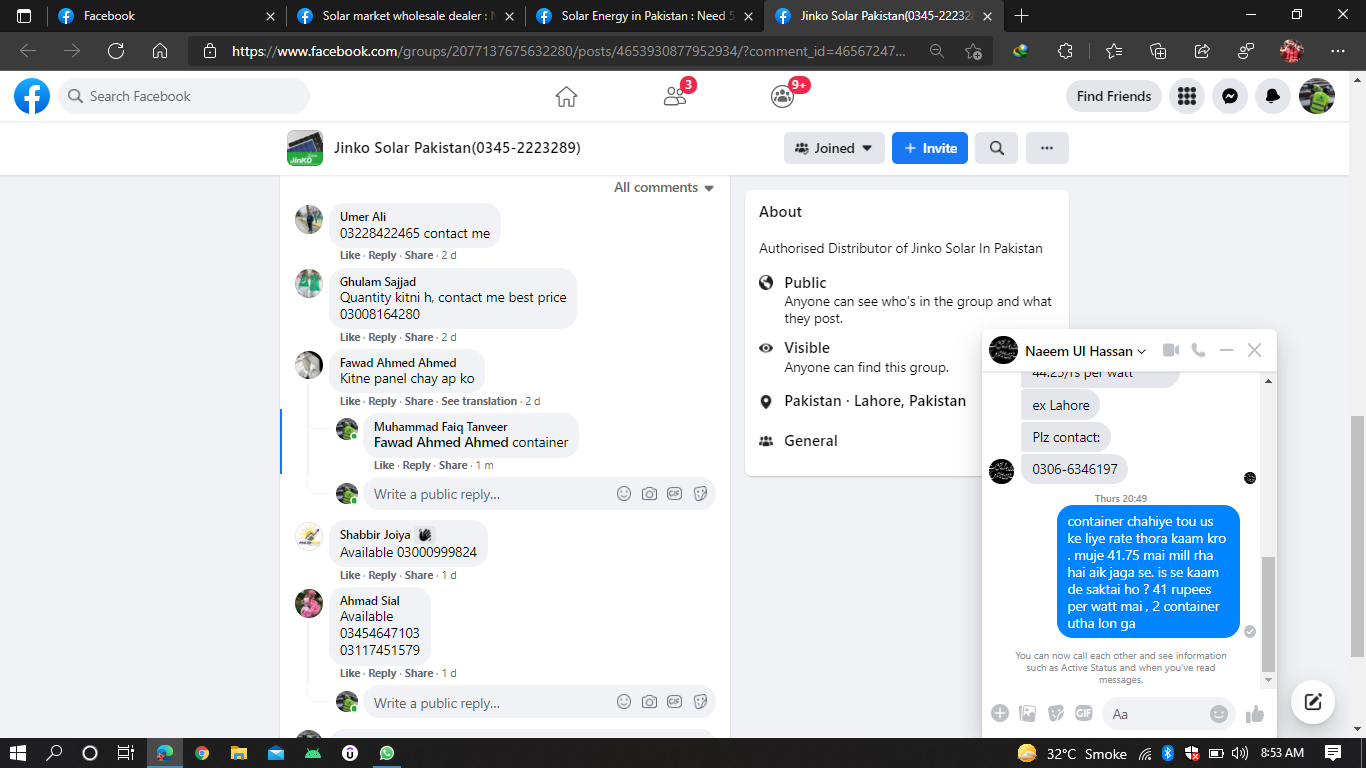 Facebook
Solar market wholesale dealer : N
Solar Energy in Pakistan : Need 5
Jinko Solar Pakistan(0345-22232
https://www.facebook.com/groups/2077137675632280/posts/4653930877952934/?comment_id=46567247...
Search Facebook
3
9+
Find Friends
JinKO
Jinko Solar Pakistan(0345-2223289)
Joined
+ Invite
All comments
Umer Ali
03228422465 contact me
Like · Reply · Share · 2 d
Ghulam Sajjad
Quantity kitni h, contact me best price
03008164280
Like · Reply · Share · 2 d
Fawad Ahmed Ahmed
Kitne panel chay ap ko
Like · Reply · Share · See translation · 2 d
Muhammad Faiq Tanveer
Fawad Ahmed Ahmed container
Like · Reply · Share · 1 m
Write a public reply...
GIF
Shabbir Joiya
Available 03000999824
Like · Reply · Share · 1 d
Ahmad Sial
Available
03454647103
03117451579
Like · Reply · Share · 1 d
Write a public reply...
GIF
About
Authorised Distributor of Jinko Solar In Pakistan
Public
Anyone can see who's in the group and what
they post.
Visible
Anyone can find this group.
Pakistan · Lahore, Pakistan
General
Naeem Ul Hassan
44.25/rs per watt
ex Lahore
Plz contact:
0306-6346197
Thurs 20:49
container chahiye tou us
ke liye rate thora kaam kro
. muje 41.75 mai mill rha
hai aik jaga se. is se kaam
de saktai ho ? 41 rupees
per watt mai , 2 container
utha lon ga
You can now call each other and see information
such as Active Status and when you've read
messages.
GIF
Aa
32°C Smoke
8:53 AM